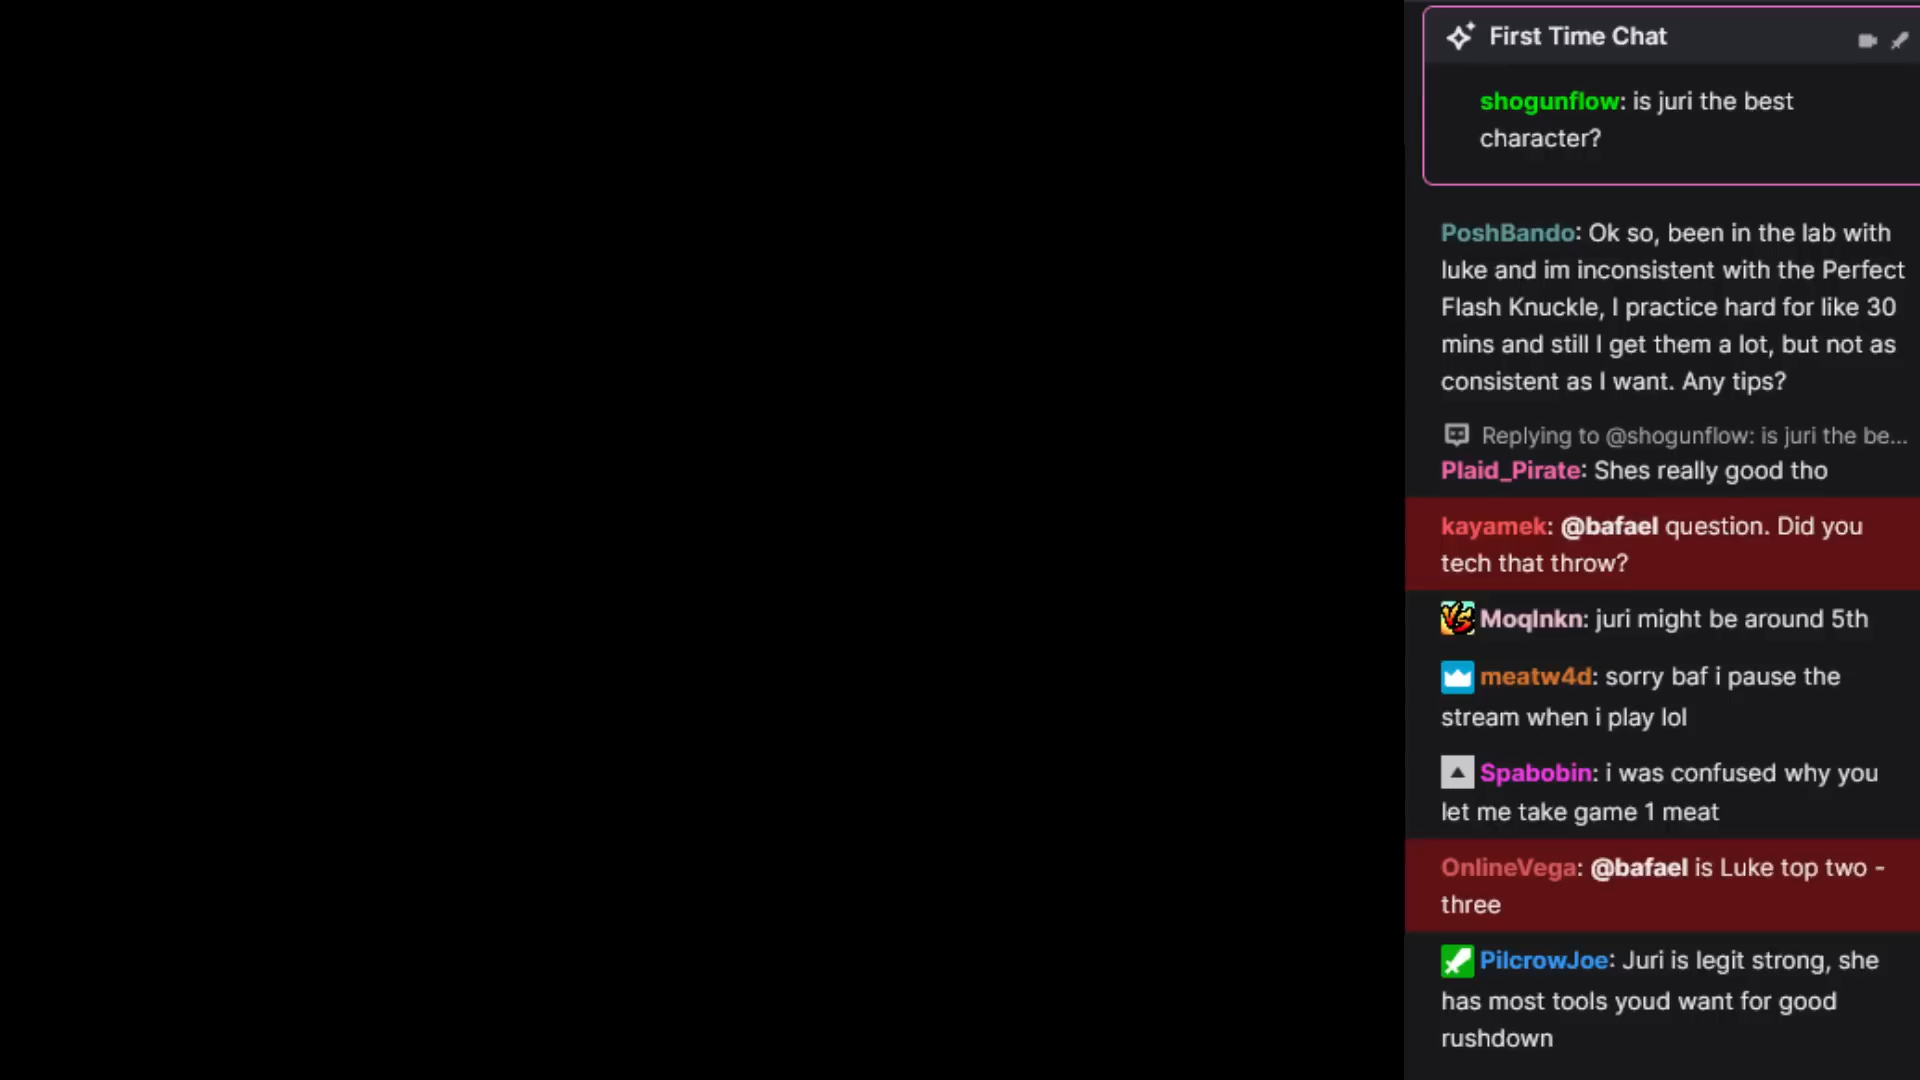 First Time Chat
shogunflow: is juri the best
character?
PoshBando: Ok so, been in the lab with
luke and im inconsistent with the Perfect
Flash Knuckle, I practice hard for like 30
mins and still I get them a lot, but not as
consistent as I want. Any tips?
Replying to @shogunflow: is juri the be...
Plaid_Pirate: Shes really good tho
kayamek: @bafael question. Did you
tech that throw?
MoqInkn: juri might be around 5th
meatw4d: sorry baf i pause the
stream when i play lol
Spabobin: i was confused why you
let me take game 1 meat
OnlineVega: @bafael is Luke top two -
three
PilcrowJoe: Juri is legit strong, she
has most tools youd want for good
rushdown